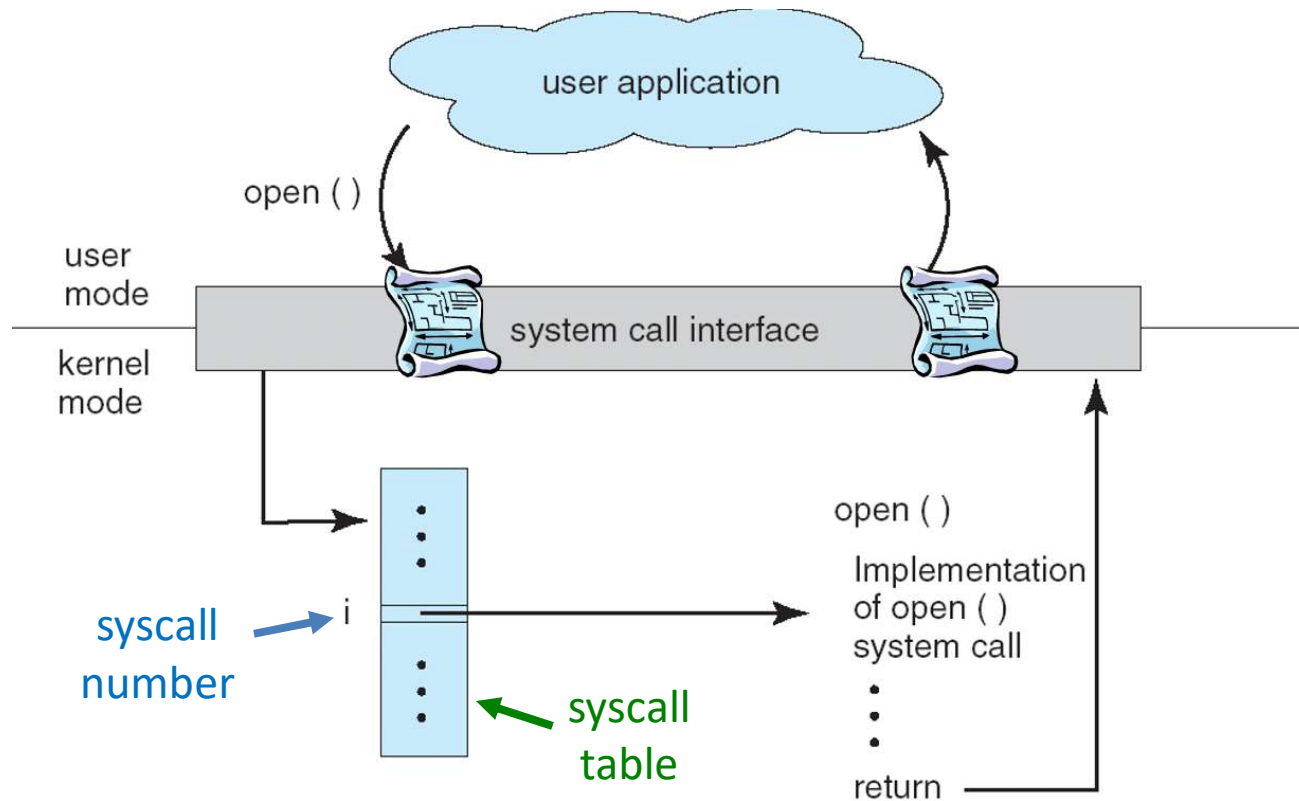 user application
open ( )
user
mode
system call interface
kernel
mode
open ( )
Implementation
of open ( )
system call
i
syscall
number
syscall
table
return